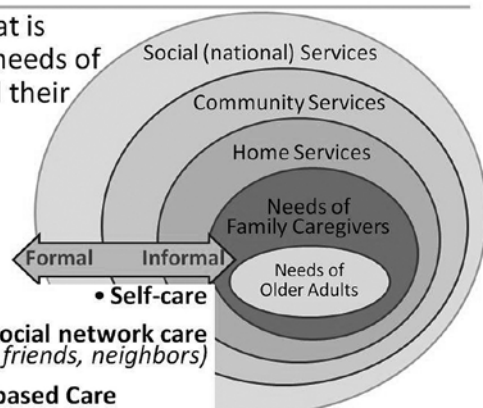 at is
needs of
their
Social (national) Services
Community Services
Home Services
Needs of
Family Caregivers
Needs of
Older Adults
Formal Informal
• Self-care
ocial network care
friends, neighbors)
based Care